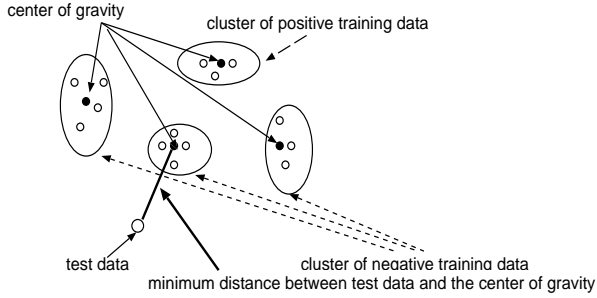 center of gravity
cluster of positive training data
test data
cluster of negative training data
minimum distance between test data and the center of gravity